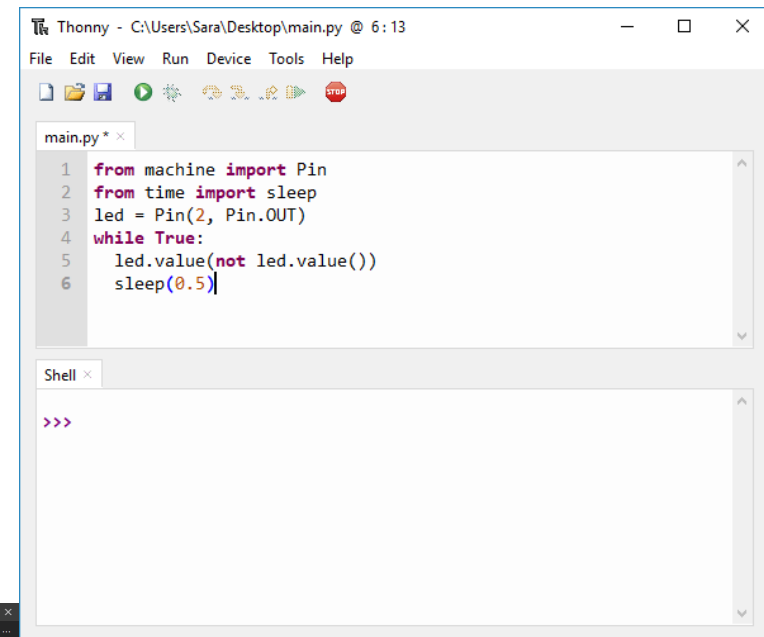 Thonny - C:\Users\Sara\Desktop\main.py @ 6:13
File Edit View Run Device Tools Help
STOP
main.py * ×
1 from machine import Pin
2 from time import sleep
3 led = Pin(2, Pin.OUT)
4 while True:
5   led.value(not led.value())
6   sleep(0.5)
Shell ×
>>>